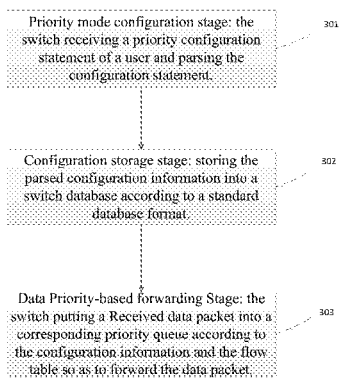 Priority mode configuration stage: the
switch receiving a priority configuration
statement of a user and parsing the
configuration statement.
301
Configuration storage stage: storing the
parsed configuration information into a
switch database according to a standard
database format.
302
Data Priority-based forwarding Stage: the
switch putting a Received data packet into a
corresponding priority queue according to
the configuration information and the flow
table so as to forward the data packet.
303